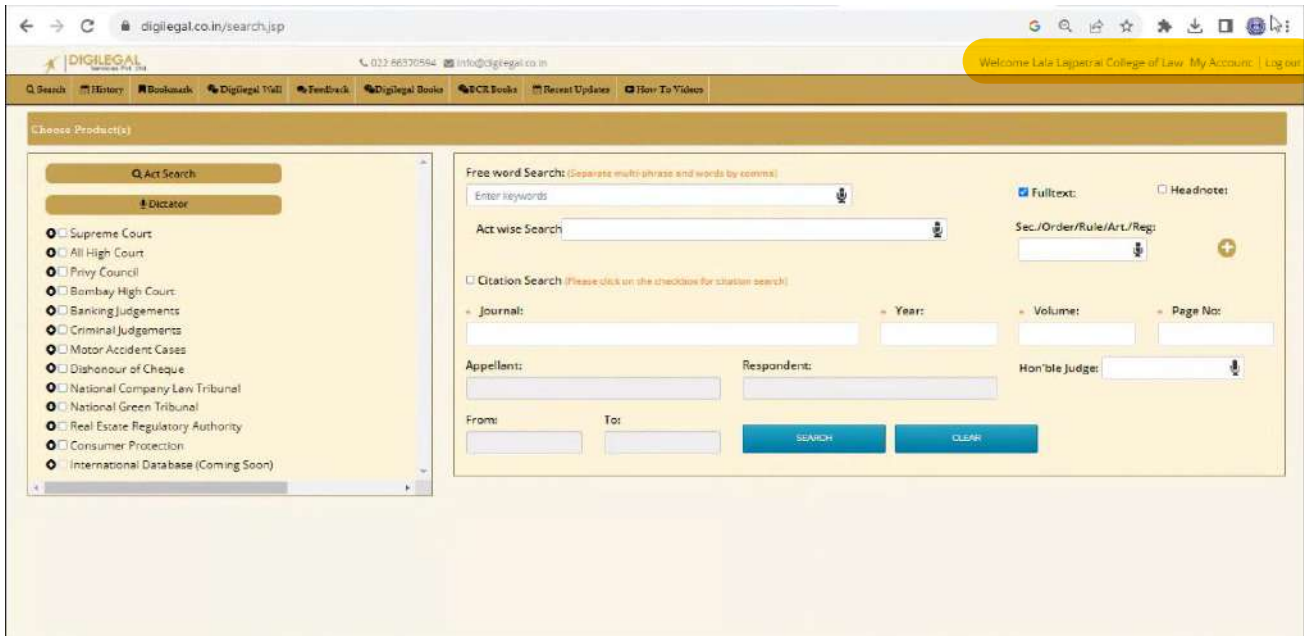 digilegal.co.in/search.jsp
DIGILEGAL
Services Pvt. Ltd.
022 66370594 info@digilegal.co.in
Welcome Lala Lajpatrai College of Law My Account | Log out
Search History Bookmark Digilegal Wall Feedback Digilegal Books BCR Books Recent Updates How To Videos
Choose Product(s)
Act Search
Dictator
Supreme Court
All High Court
Privy Council
Bombay High Court
Banking Judgements
Criminal Judgements
Motor Accident Cases
Dishonour of Cheque
National Company Law Tribunal
National Green Tribunal
Real Estate Regulatory Authority
Consumer Protection
International Database (Coming Soon)
Free word Search: (Separate multi-phrase and words by comma)
Enter keywords
Fulltext: Headnote:
Act wise Search
Sec./Order/Rule/Art./Reg:
Citation Search (Please click on the checkbox for citation search)
* Journal: * Year: * Volume: * Page No:
Appellant: Respondent: Hon'ble Judge:
From: To:
SEARCH CLEAR